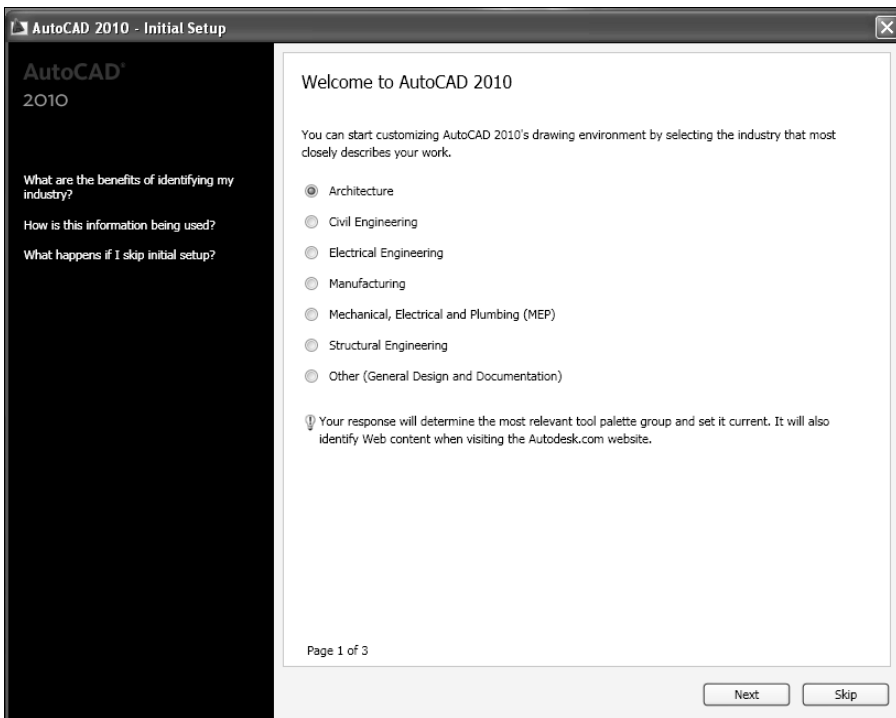 AutoCAD 2010 - Initial Setup
AutoCAD®
2010
What are the benefits of identifying my
industry?
How is this information being used?
What happens if I skip initial setup?
Welcome to AutoCAD 2010
You can start customizing AutoCAD 2010's drawing environment by selecting the industry that most
closely describes your work.
Architecture
Civil Engineering
Electrical Engineering
Manufacturing
Mechanical, Electrical and Plumbing (MEP)
Structural Engineering
Other (General Design and Documentation)
Your response will determine the most relevant tool palette group and set it current. It will also
identify Web content when visiting the Autodesk.com website.
Page 1 of 3
Next
Skip